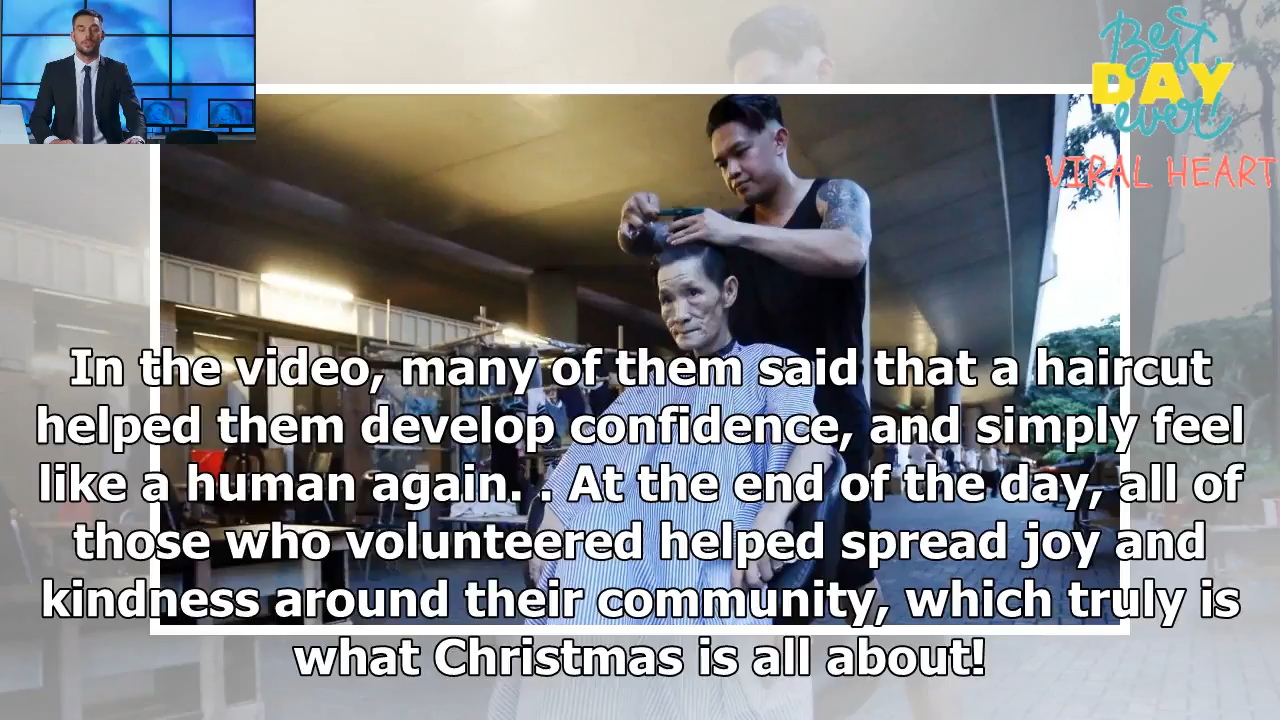 Best
DAY
ever!
VIRAL HEART
In the video, many of them said that a haircut
helped them develop confidence, and simply feel
like a human again. . At the end of the day, all of
those who volunteered helped spread joy and
kindness around their community, which truly is
what Christmas is all about!